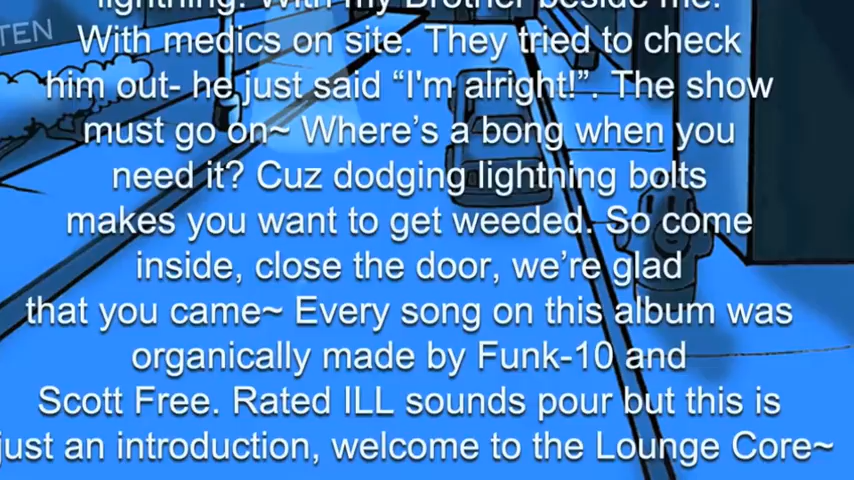 lightning. With my Brother beside me.
TEN
With medics on site. They tried to check
him out- he just said “I'm alright!”. The show
must go on~ Where’s a bong when you
need it? Cuz dodging lightning bolts
makes you want to get weeded. So come
inside, close the door, we’re glad
that you came~ Every song on this album was
organically made by Funk-10 and
Scott Free. Rated ILL sounds pour but this is
just an introduction, welcome to the Lounge Core~